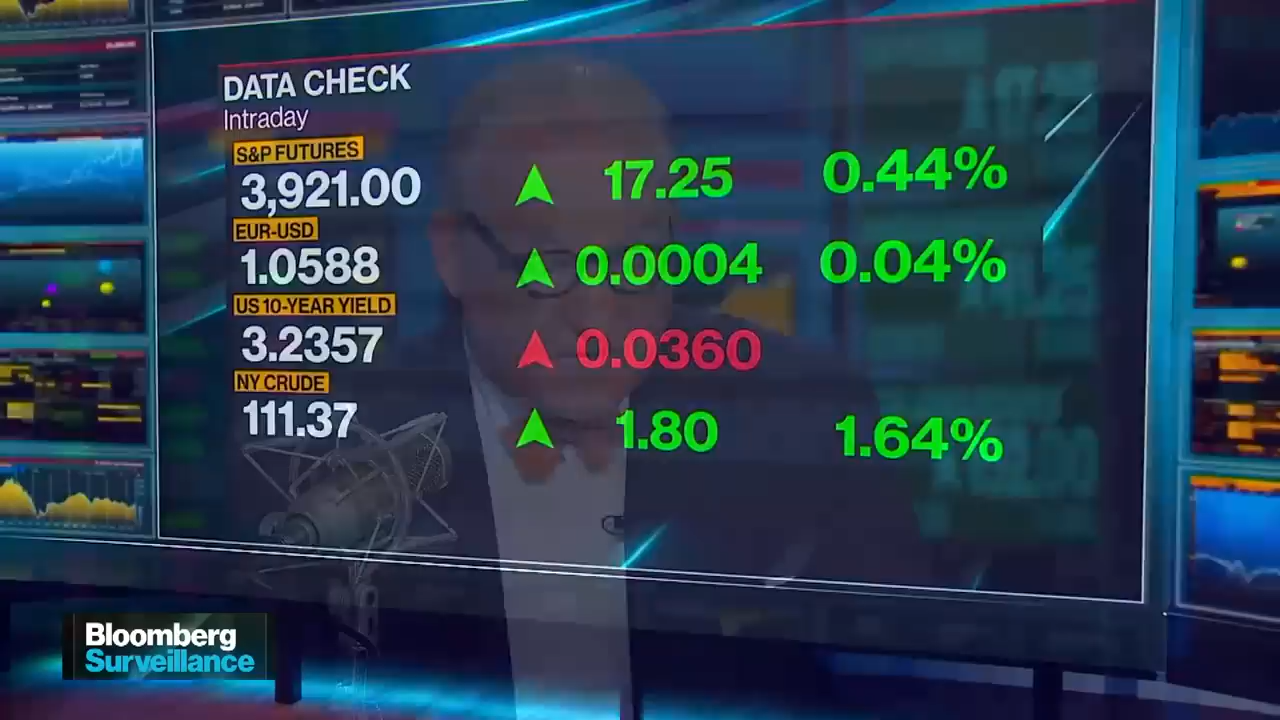 DATA CHECK
Intraday
S&P FUTURES
3,921.00 17.25 0.44%
EUR-USD
1.0588 0.0004 0.04%
US 10-YEAR YIELD
3.2357 0.0360
NY CRUDE
111.37 1.80 1.64%
Bloomberg
Surveillance